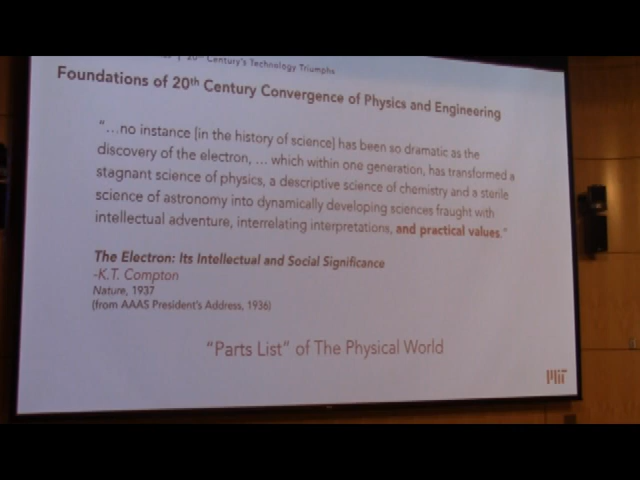 20th Century's Technology Triumphs
Foundations of 20th Century Convergence of Physics and Engineering
"...no instance [in the history of science] has been so dramatic as the
discovery of the electron, ... which within one generation, has transformed a
stagnant science of physics, a descriptive science of chemistry and a sterile
science of astronomy into dynamically developing sciences fraught with
intellectual adventure, interrelating interpretations, and practical values."
The Electron: Its Intellectual and Social Significance
-K.T. Compton
Nature, 1937
(from AAAS President's Address, 1936)
"Parts List" of The Physical World
MIT